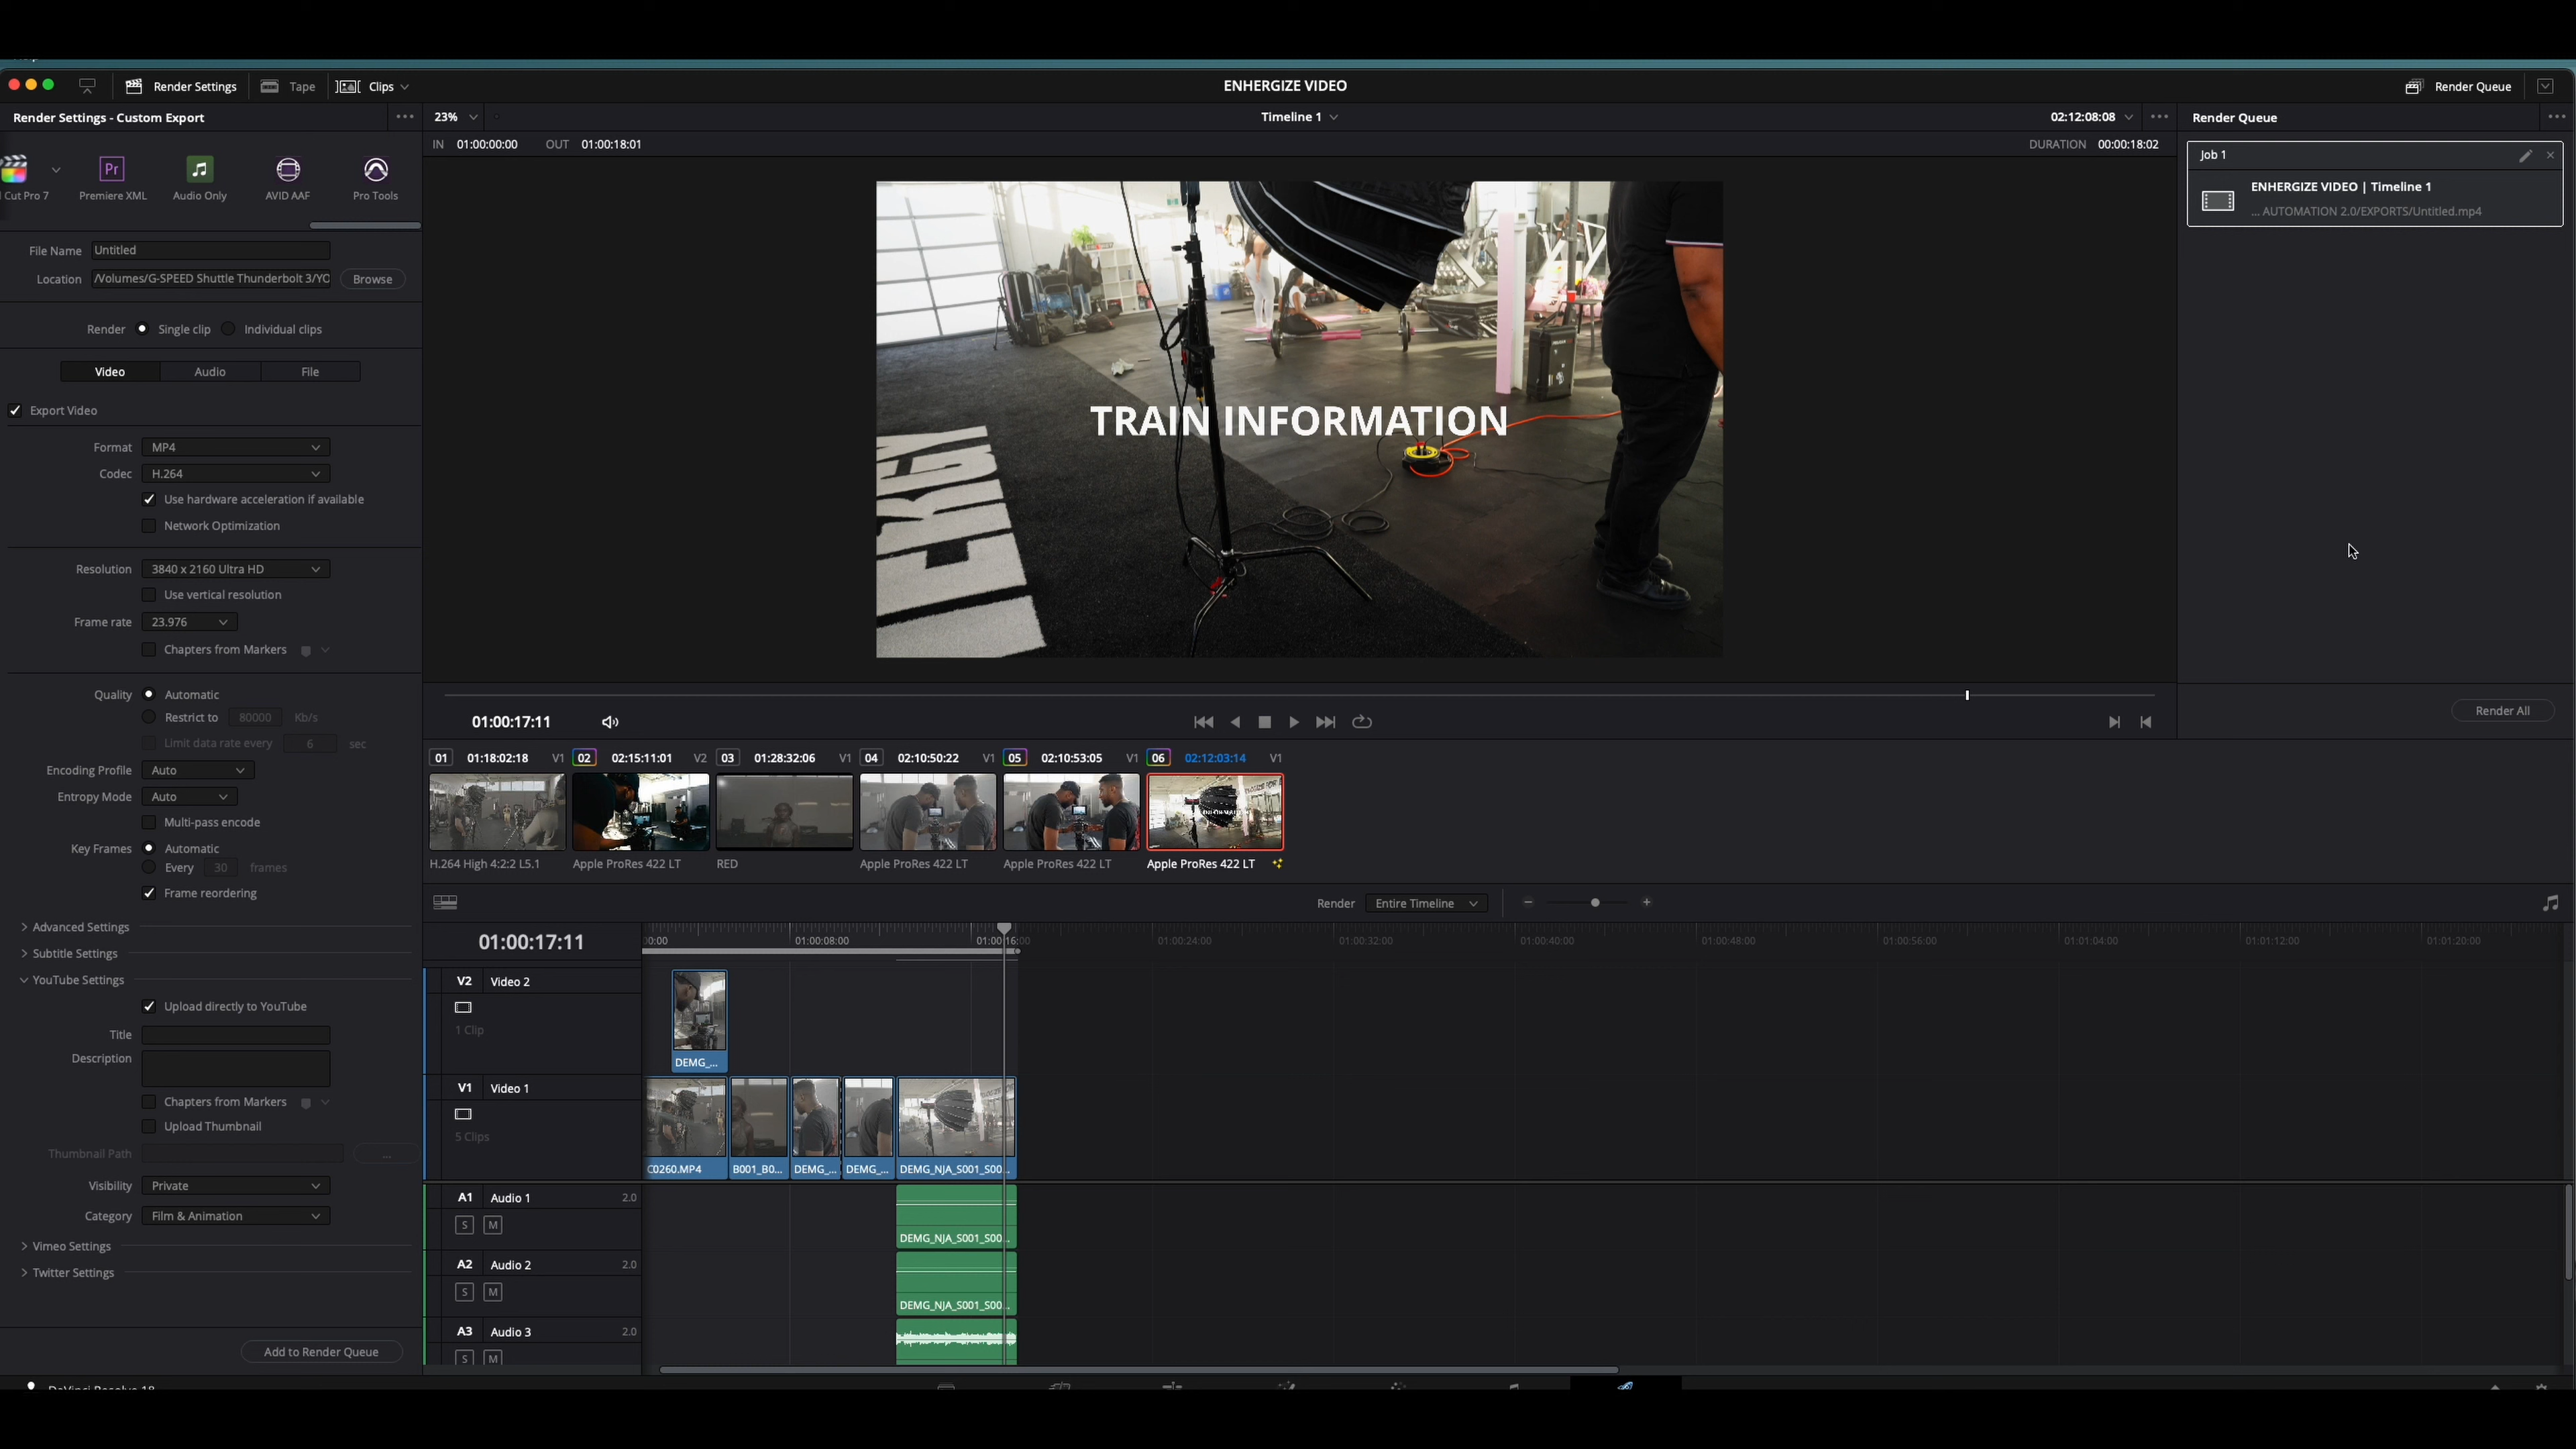 Render Settings
Tape
Clips
ENHERGIZE VIDEO
Render Queue
Render Settings - Custom Export
23%
Timeline 1
02:12:08:08
Render Queue
IN 01:00:00:00 OUT 01:00:18:01
DURATION 00:00:18:02
Job 1
ENHERGIZE VIDEO | Timeline 1
... AUTOMATION 2.0/EXPORTS/Untitled.mp4
Cut Pro 7
Pr
Premiere XML
Audio Only
AVID AAF
Pro Tools
File Name Untitled
Location /Volumes/G-SPEED Shuttle Thunderbolt 3/YO Browse
Render Single clip Individual clips
Video Audio File
Export Video
Format MP4
Codec H.264
Use hardware acceleration if available
Network Optimization
Resolution 3840 x 2160 Ultra HD
Use vertical resolution
Frame rate 23.976
Chapters from Markers
Quality Automatic
Restrict to 80000 Kb/s
Limit data rate every 6 sec
Encoding Profile Auto
Entropy Mode Auto
Multi-pass encode
Key Frames Automatic
Every 30 frames
Frame reordering
Advanced Settings
Subtitle Settings
YouTube Settings
Upload directly to YouTube
Title
Description
Chapters from Markers
Upload Thumbnail
Thumbnail Path ...
Visibility Private
Category Film & Animation
Vimeo Settings
Twitter Settings
Add to Render Queue
TRAIN INFORMATION
01:00:17:11
Render All
01 01:18:02:18 V1
02 02:15:11:01 V2
03 01:28:32:06 V1
04 02:10:50:22 V1
05 02:10:53:05 V1
06 02:12:03:14 V1
H.264 High 4:2:2 L5.1
Apple ProRes 422 LT
RED
Apple ProRes 422 LT
Apple ProRes 422 LT
Apple ProRes 422 LT
Render Entire Timeline
01:00:17:11
:00:00 01:00:08:00 01:00:16:00 01:00:24:00 01:00:32:00 01:00:40:00 01:00:48:00 01:00:56:00 01:01:04:00 01:01:12:00 01:01:20:00
V2 Video 2
1 Clip
DEMG_...
V1 Video 1
5 Clips
C0260.MP4 B001_B0... DEMG_... DEMG_... DEMG_NJA_S001_S00...
A1 Audio 1 2.0
S M
DEMG_NJA_S001_S00...
A2 Audio 2 2.0
S M
DEMG_NJA_S001_S00...
A3 Audio 3 2.0
S M
DaVinci Resolve 18